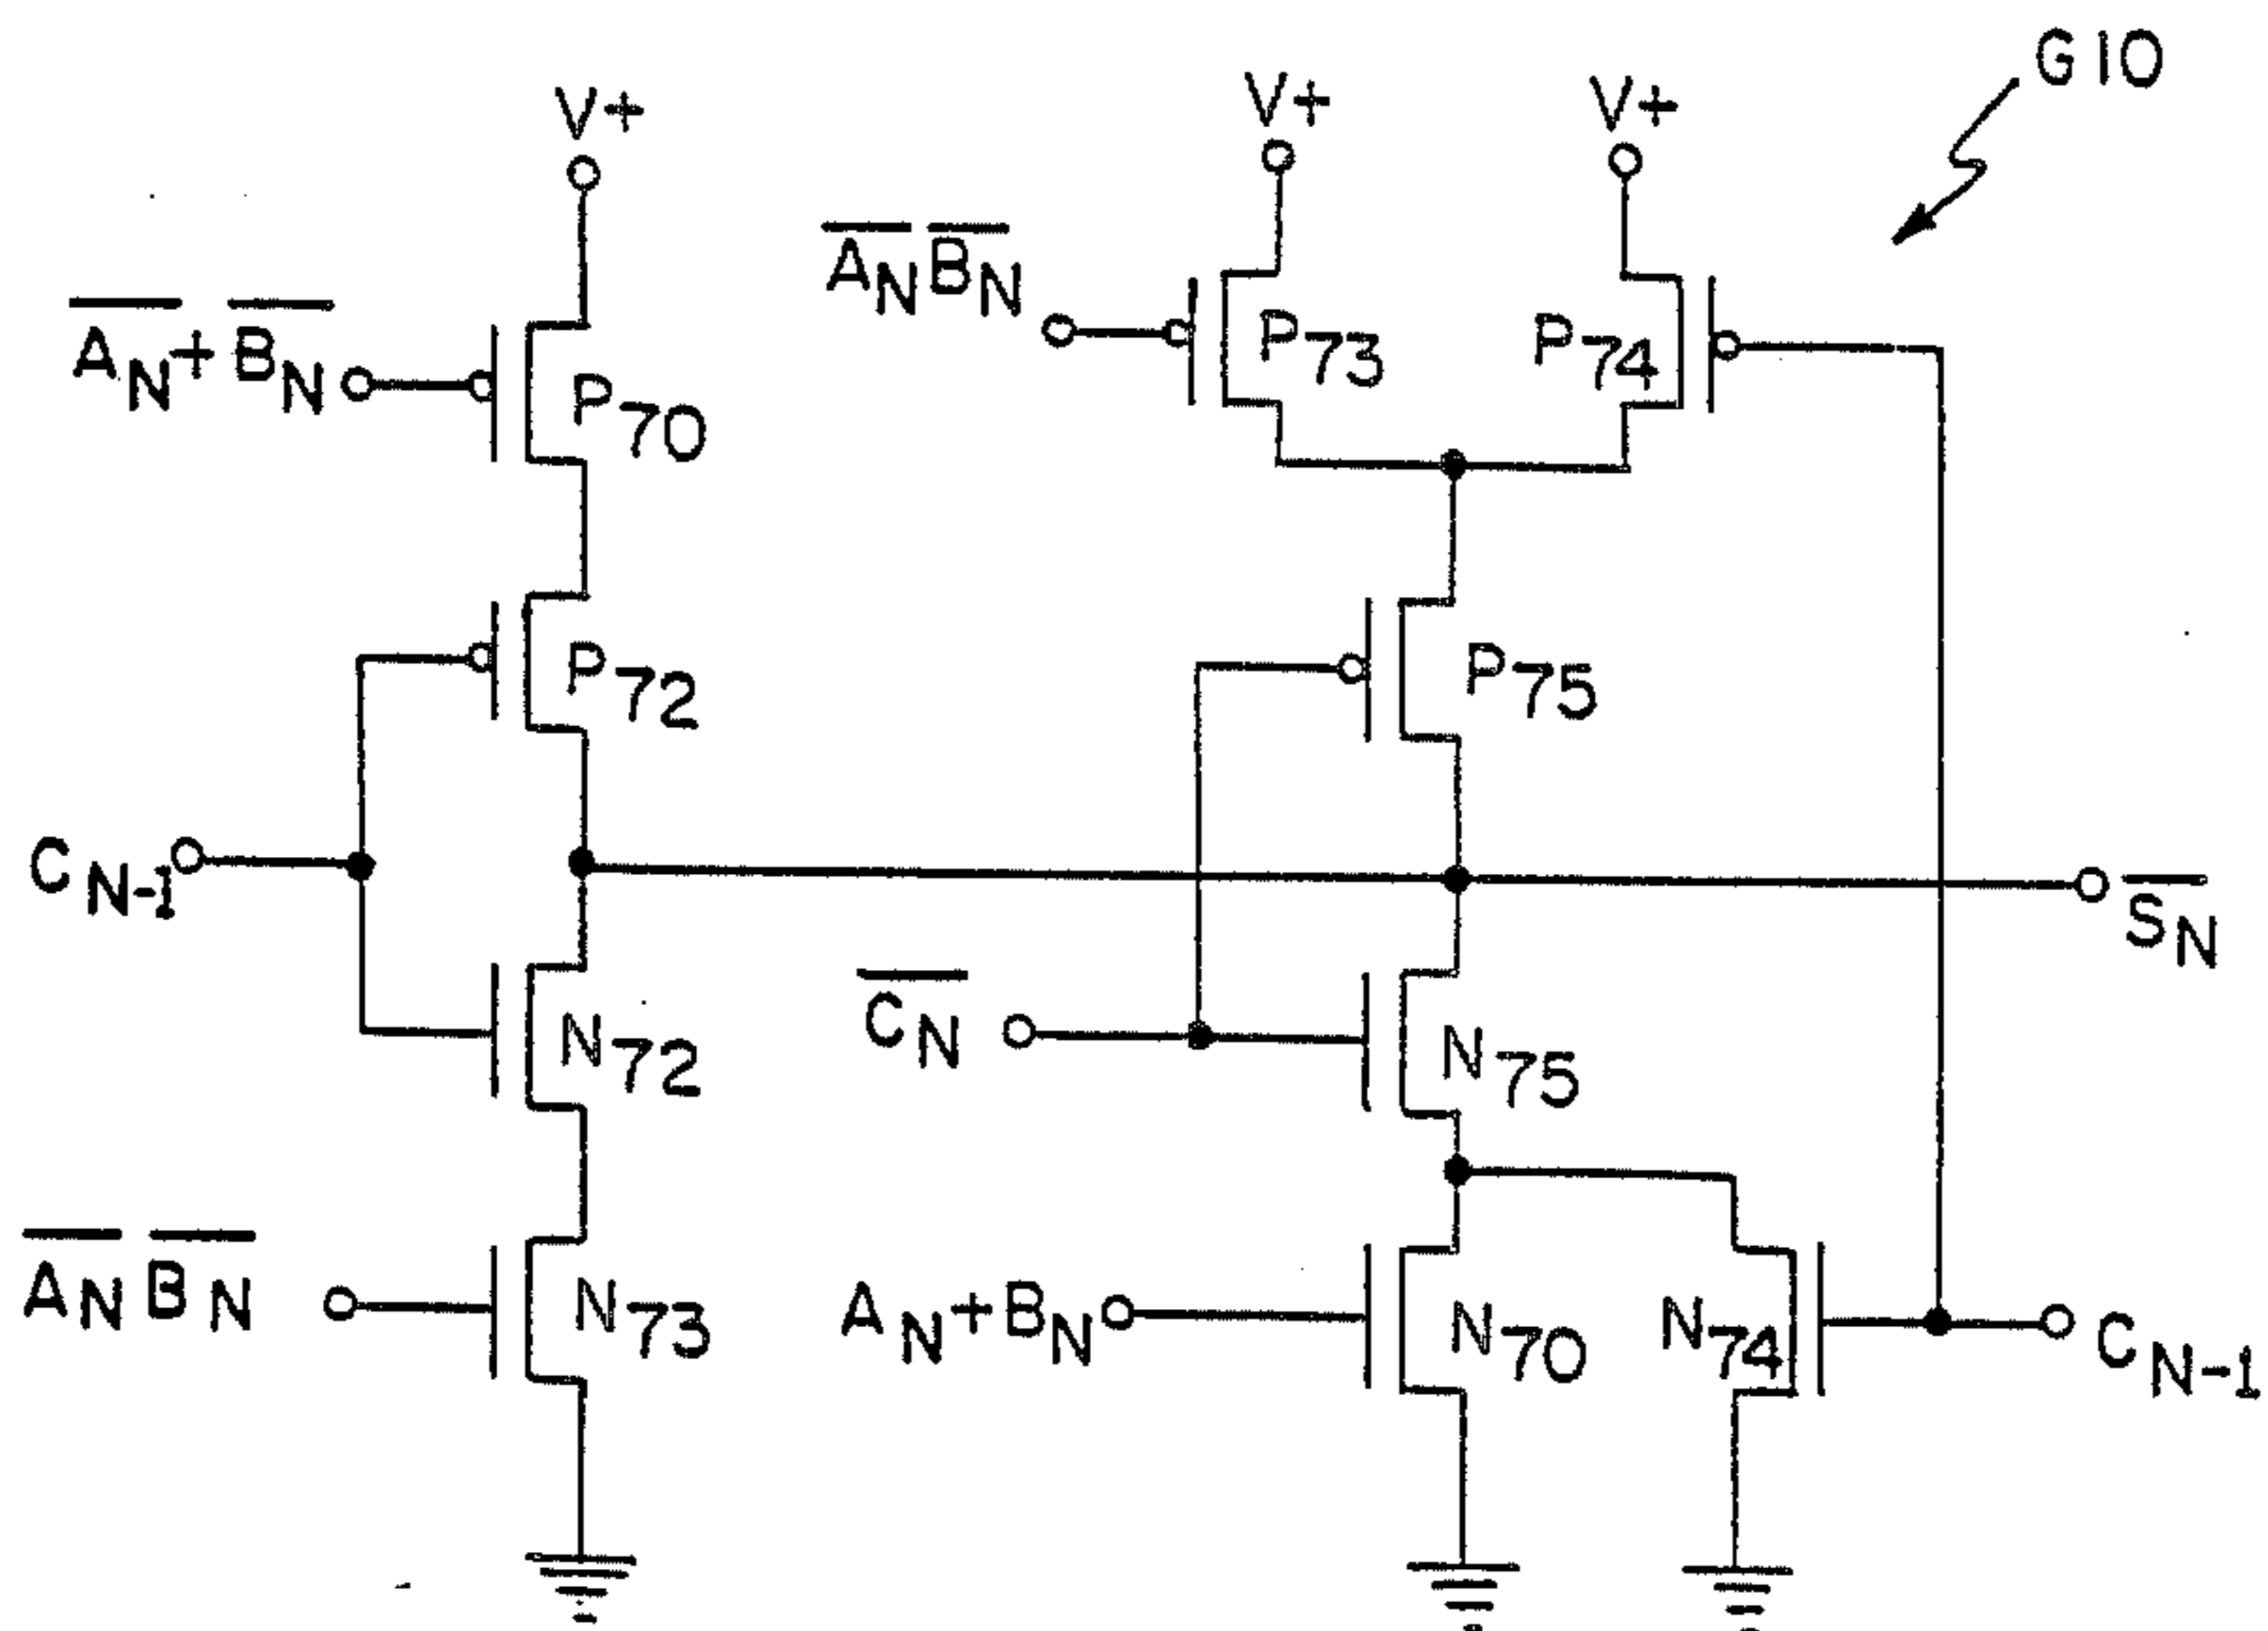 G10
V+
V+
V+
A̅N̅ B̅N̅
A̅N̅+B̅N̅
P73
P74
P70
P72
P75
CN-1
S̅N̅
C̅N̅
N72
N75
A̅N̅ B̅N̅
N73
AN+BN
N70
N74
CN-1